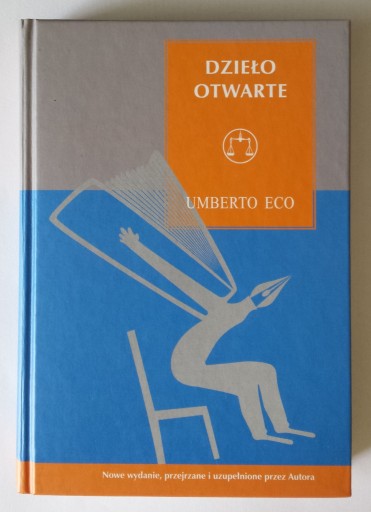 DZIEŁO
OTWARTE
UMBERTO ECO
Nowe wydanie, przejrzane i uzupełnione przez Autora